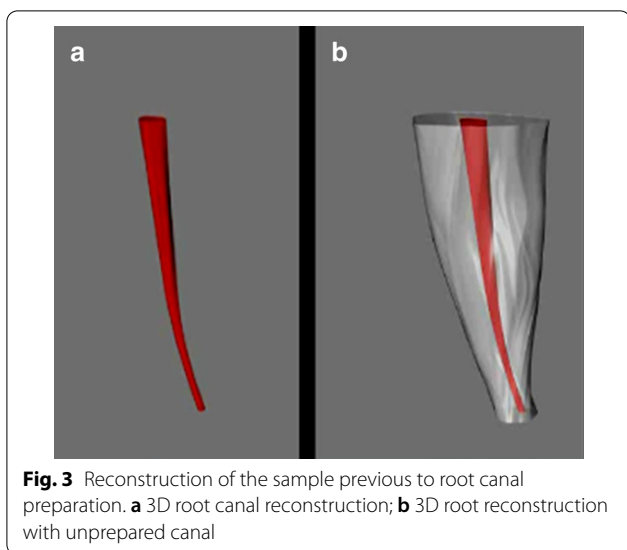 a
b
Fig. 3 Reconstruction of the sample previous to root canal
preparation. a 3D root canal reconstruction; b 3D root reconstruction
with unprepared canal